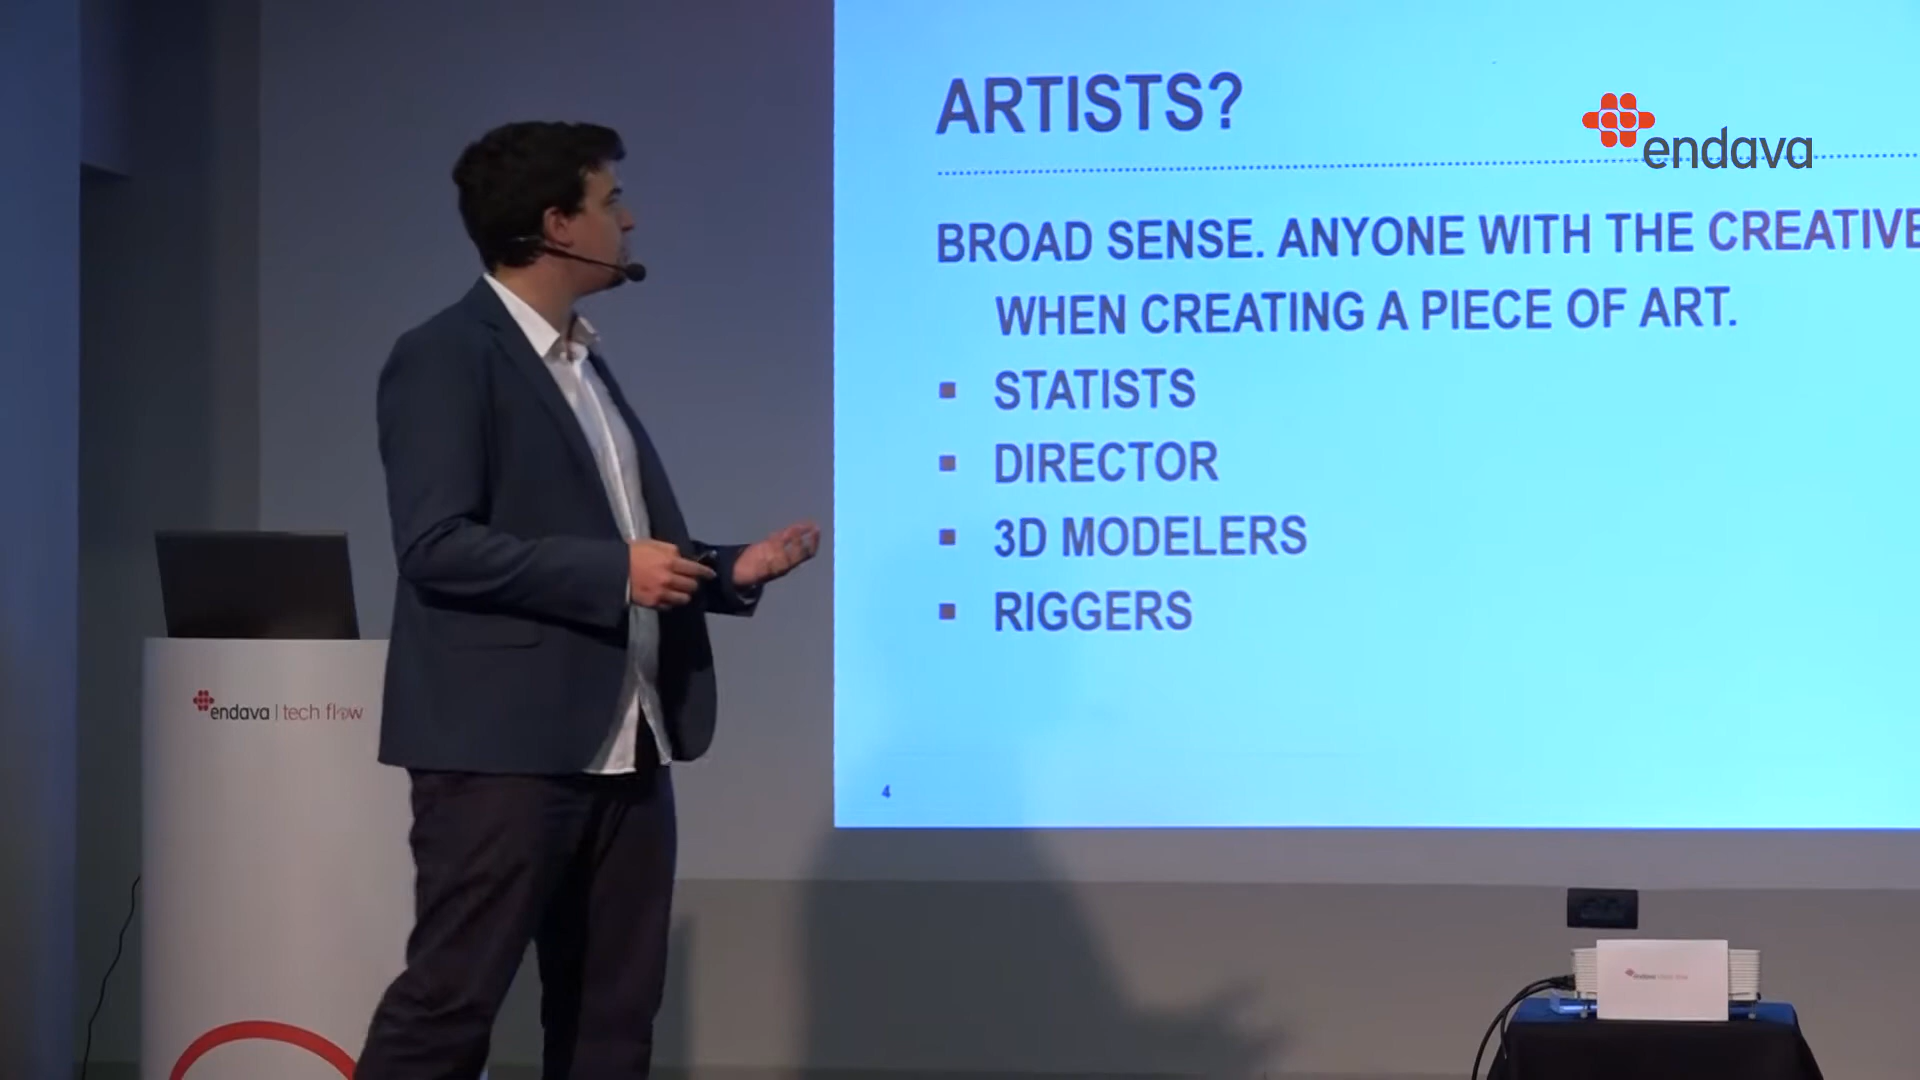 ARTISTS?
endava
BROAD SENSE. ANYONE WITH THE CREATIVE
WHEN CREATING A PIECE OF ART.
▪ STATISTS
▪ DIRECTOR
▪ 3D MODELERS
▪ RIGGERS
4
endava | tech flow